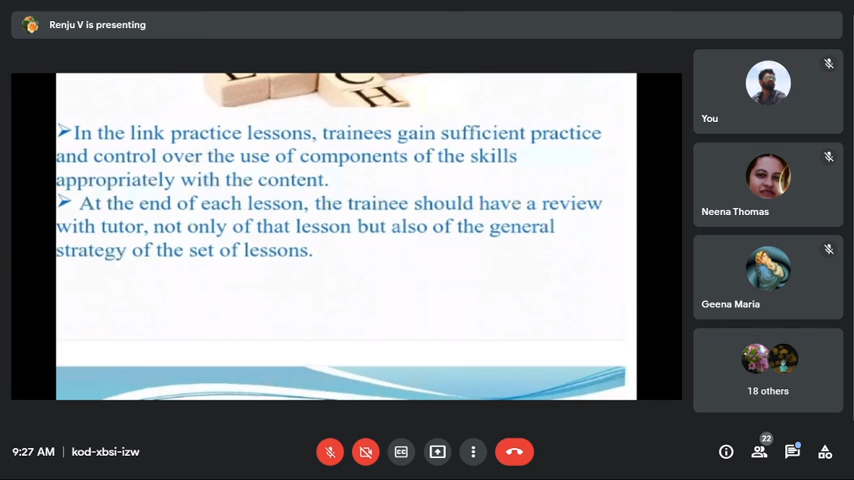 Renju V is presenting
➤In the link practice lessons, trainees gain sufficient practice
and control over the use of components of the skills
appropriately with the content.
➤ At the end of each lesson, the trainee should have a review
with tutor, not only of that lesson but also of the general
strategy of the set of lessons.
You
Neena Thomas
Geena Maria
18 others
9:27 AM | kod-xbsi-izw
CC
22